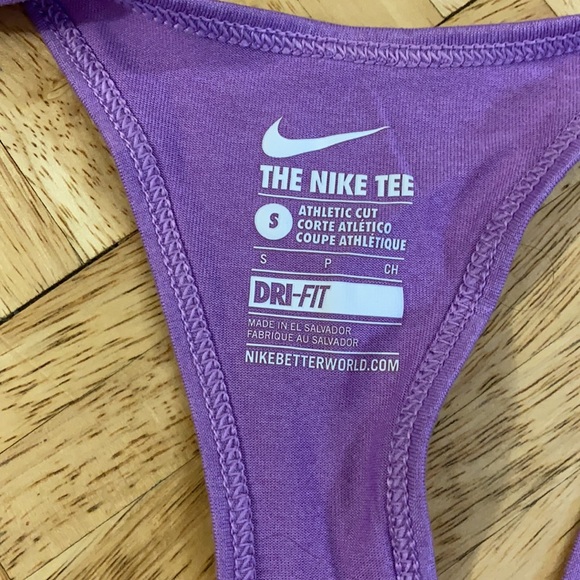 THE NIKE TEE
S
ATHLETIC CUT
CORTE ATLÉTICO
COUPE ATHLÉTIQUE
S P CH
DRI-FIT
MADE IN EL SALVADOR
FABRIQUE AU SALVADOR
NIKEBETTERWORLD.COM